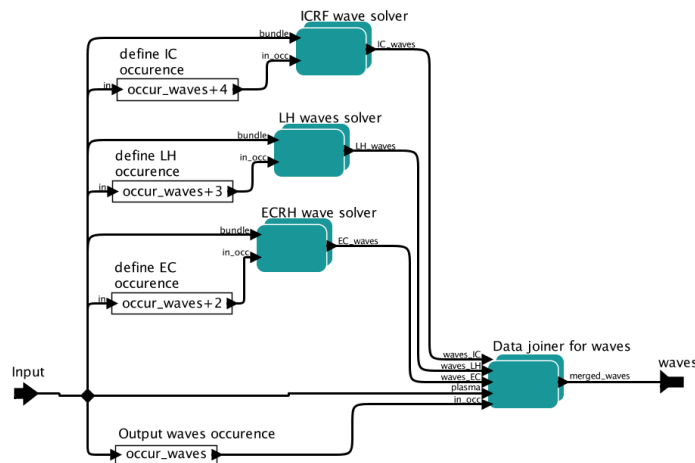 ICRF wave solver
bundle
IC_waves
in_occ
define IC
occurence
in
occur_waves+4
LH waves solver
bundle
LH_waves
in_occ
define LH
occurence
in
occur_waves+3
ECRH wave solver
bundle
EC_waves
in_occ
define EC
occurence
in
occur_waves+2
Data joiner for waves
waves_IC
waves_LH
waves_EC
plasma
in_occ
merged_waves
waves
Input
Output waves occurence
occur_waves